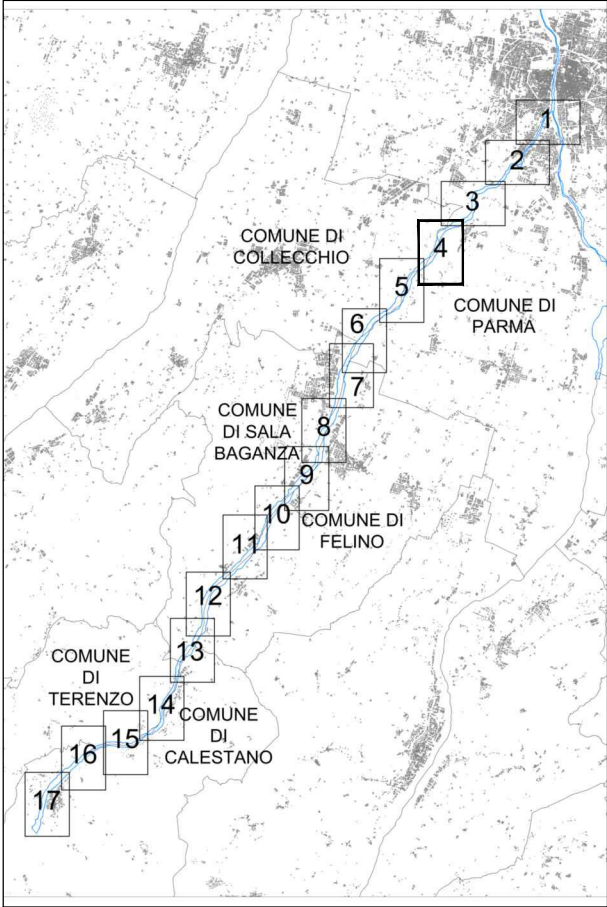 1
2
3
4
COMUNE DI
COLLECCHIO
5
COMUNE DI
PARMA
6
7
COMUNE
DI SALA
BAGANZA
8
9
10
COMUNE DI
FELINO
11
12
13
COMUNE
DI
TERENZO
14
COMUNE
DI
CALESTANO
15
16
17